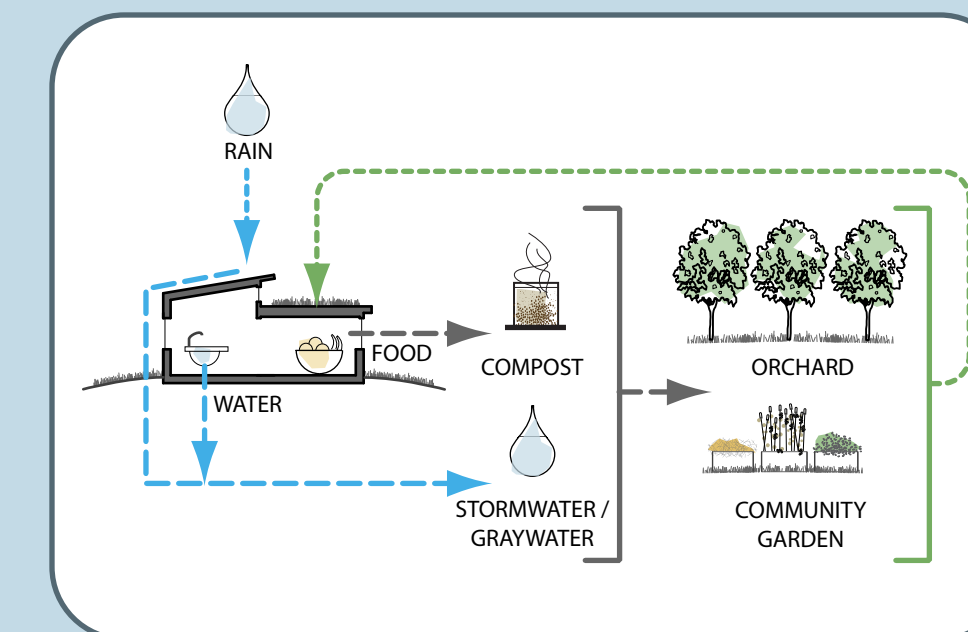 RAIN
FOOD
WATER
COMPOST
STORMWATER /
GRAYWATER
ORCHARD
COMMUNITY
GARDEN